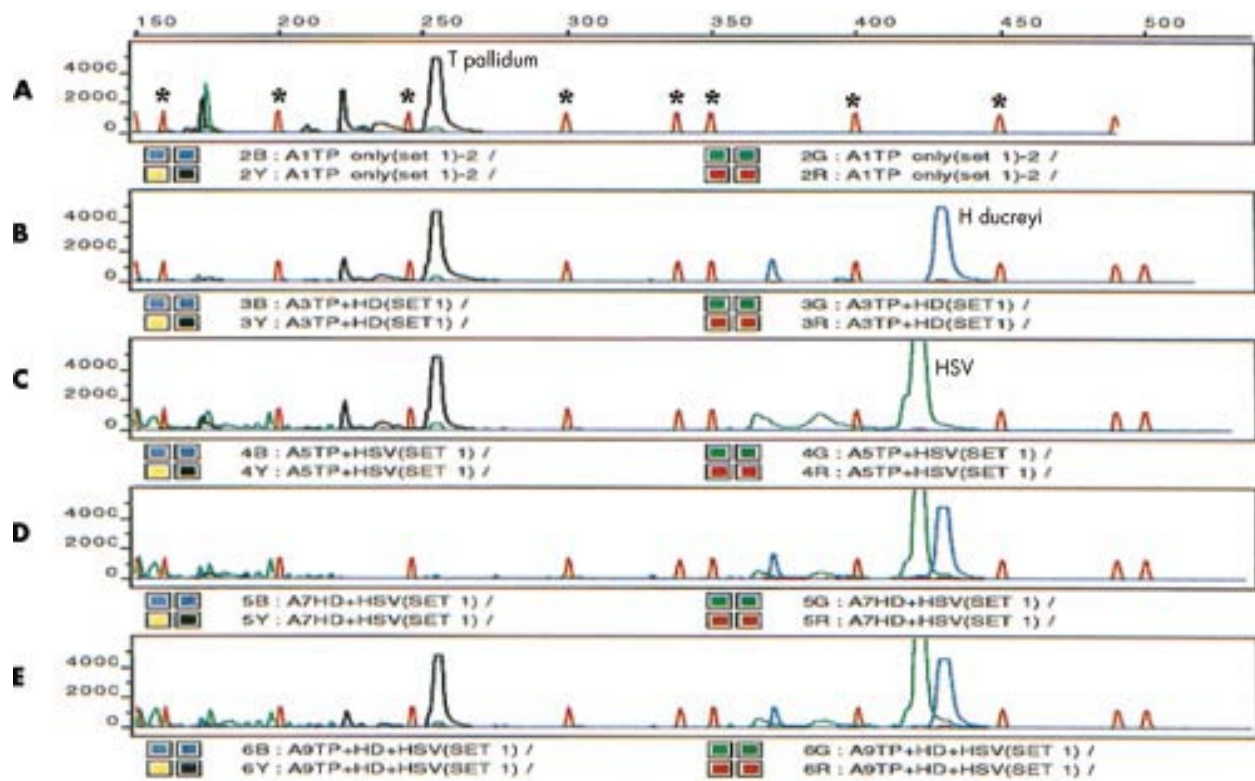 150 200 250 300 350 400 450 500
A
4000
2000
0
T pallidum
* * * * * * * *
2B : A1TP only(set 1)-2 / 2G : A1TP only(set 1)-2 /
2Y : A1TP only(set 1)-2 / 2R : A1TP only(set 1)-2 /
B
4000
2000
0
H ducreyi
3B : A3TP+HD(SET1) / 3G : A3TP+HD(SET1) /
3Y : A3TP+HD(SET1) / 3R : A3TP+HD(SET1) /
C
4000
2000
0
HSV
4B : A5TP+HSV(SET 1) / 4G : A5TP+HSV(SET 1) /
4Y : A5TP+HSV(SET 1) / 4R : A5TP+HSV(SET 1) /
D
4000
2000
0
5B : A7HD+HSV(SET 1) / 5G : A7HD+HSV(SET 1) /
5Y : A7HD+HSV(SET 1) / 5R : A7HD+HSV(SET 1) /
E
4000
2000
0
6B : A9TP+HD+HSV(SET 1) / 6G : A9TP+HD+HSV(SET 1) /
6Y : A9TP+HD+HSV(SET 1) / 6R : A9TP+HD+HSV(SET 1) /